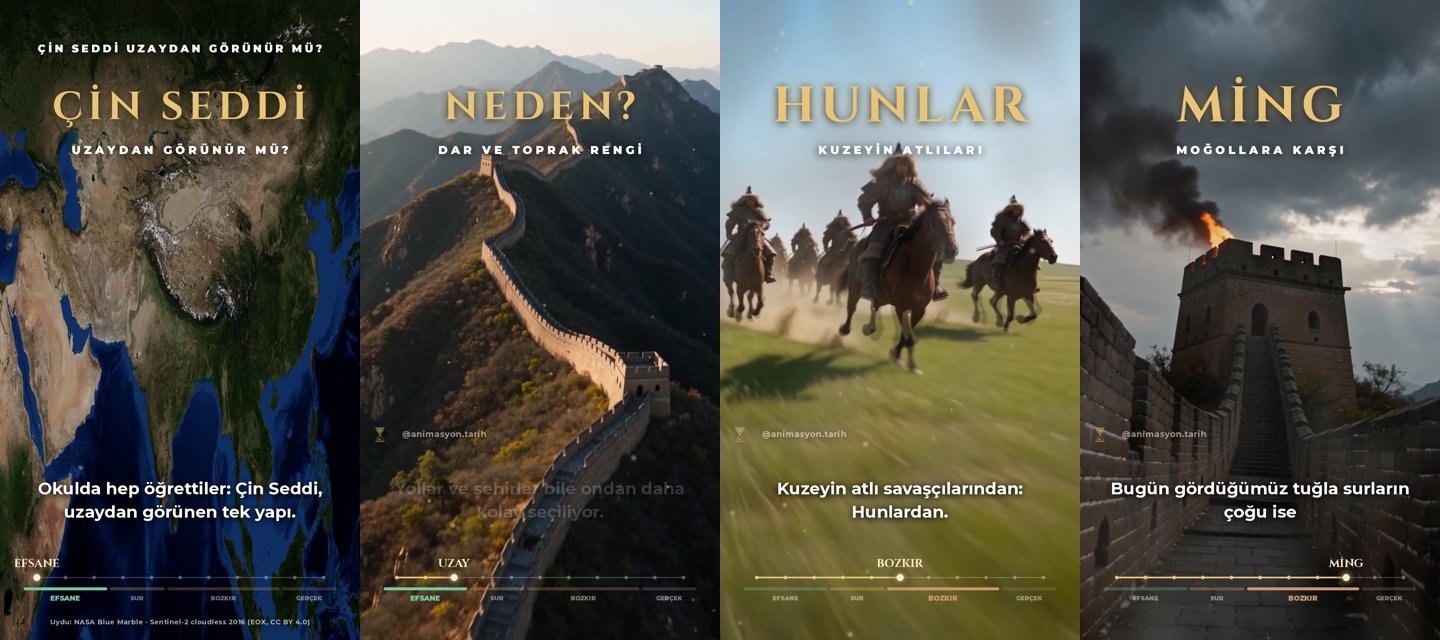 ÇİN SEDDİ UZAYDAN GÖRÜNÜR MÜ?
ÇİN SEDDİ
UZAYDAN GÖRÜNÜR MÜ?
Okulda hep öğrettiler: Çin Seddi,
uzaydan görünen tek yapı.
EFSANE
EFSANE
SUR
BOZKIR
GERÇEK
Uydu: NASA Blue Marble · Sentinel-2 cloudless 2016 (EOX, CC BY 4.0)
NEDEN?
DAR VE TOPRAK RENGİ
@animasyon.tarih
Yollar ve şehirler bile ondan daha
kolay seçiliyor.
UZAY
EFSANE
SUR
BOZKIR
GERÇEK
HUNLAR
KUZEYİN ATLILARI
@animasyon.tarih
Kuzeyin atlı savaşçılarından:
Hunlardan.
BOZKIR
EFSANE
SUR
BOZKIR
GERÇEK
MİNG
MOĞOLLARA KARŞI
@animasyon.tarih
Bugün gördüğümüz tuğla surların
çoğu ise
MİNG
EFSANE
SUR
BOZKIR
GERÇEK